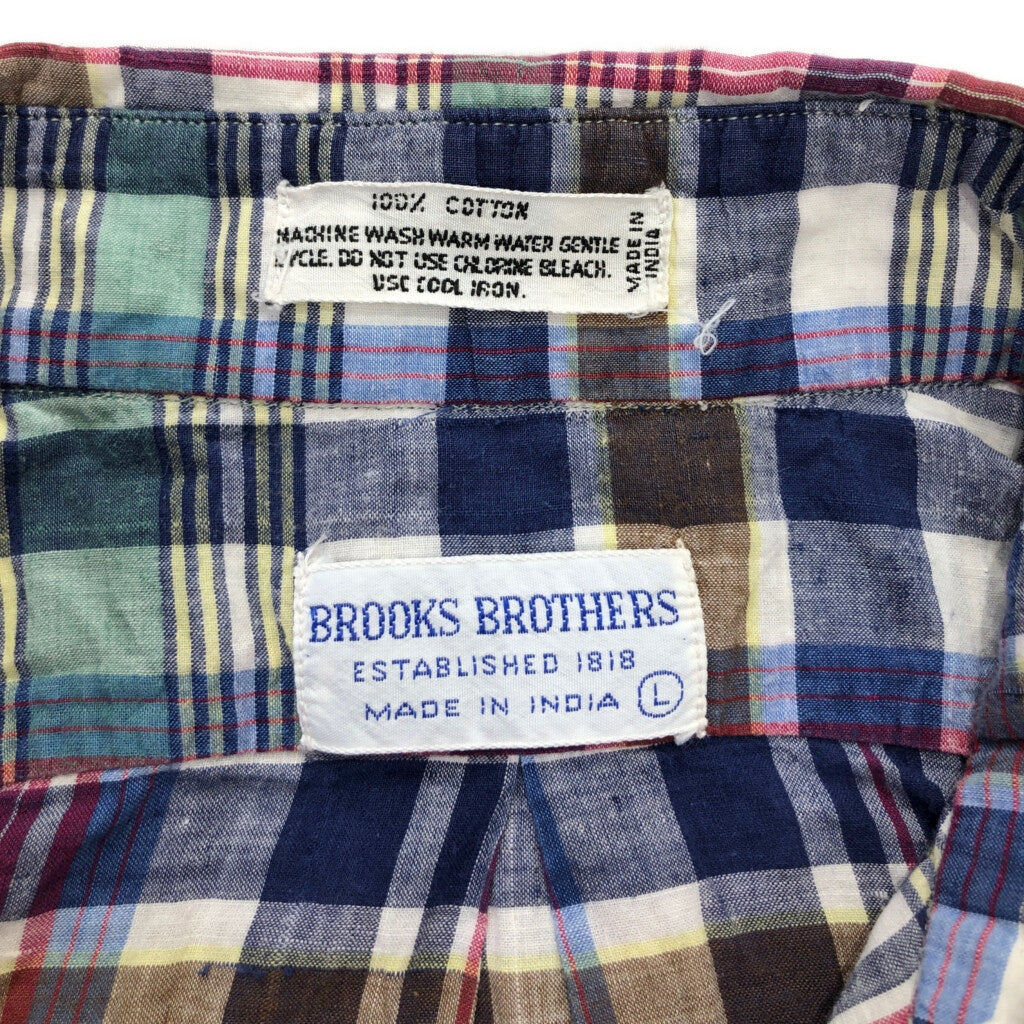 100% COTTON
MACHINE WASH WARM WATER GENTLE
CYCLE. DO NOT USE CHLORINE BLEACH.
USE COOL IRON.
MADE IN
INDIA
BROOKS BROTHERS
ESTABLISHED 1818
MADE IN INDIA L